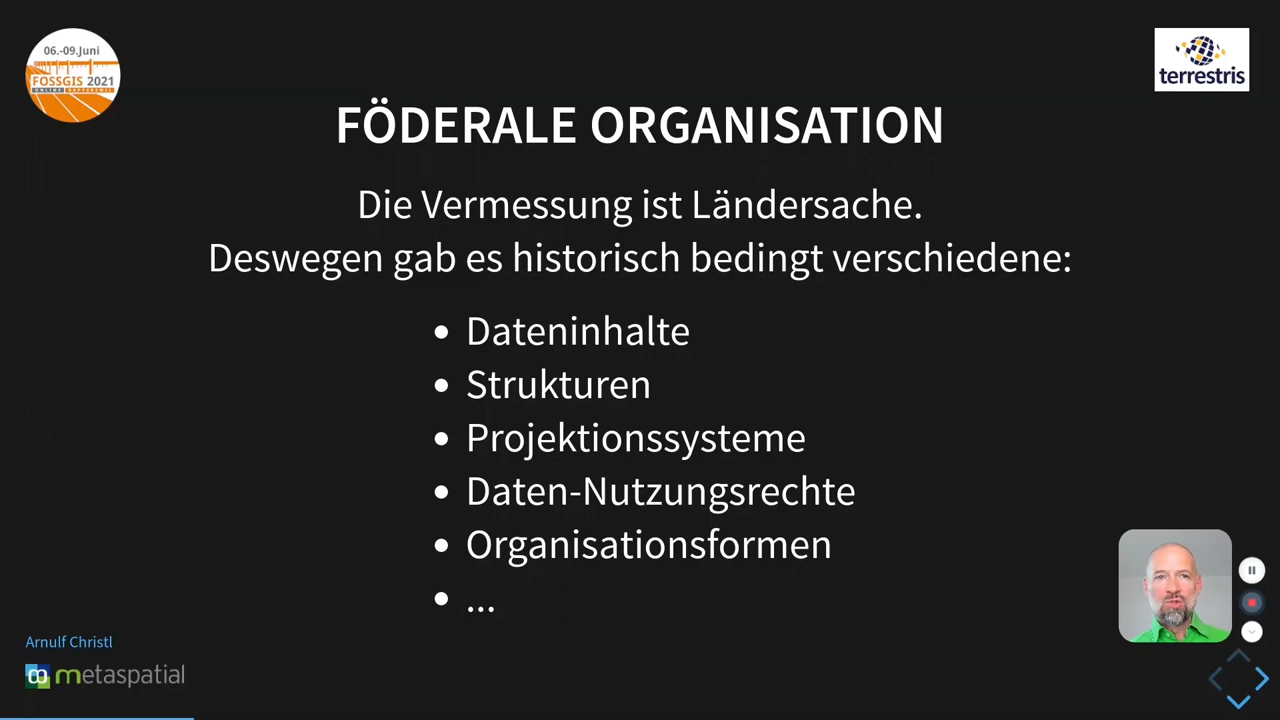 06.-09.Juni
FOSSGIS 2021
terrestris
FÖDERALE ORGANISATION
Die Vermessung ist Ländersache.
Deswegen gab es historisch bedingt verschiedene:
• Dateninhalte
• Strukturen
• Projektionssysteme
• Daten-Nutzungsrechte
• Organisationsformen
• ...
Arnulf Christl
metaspatial